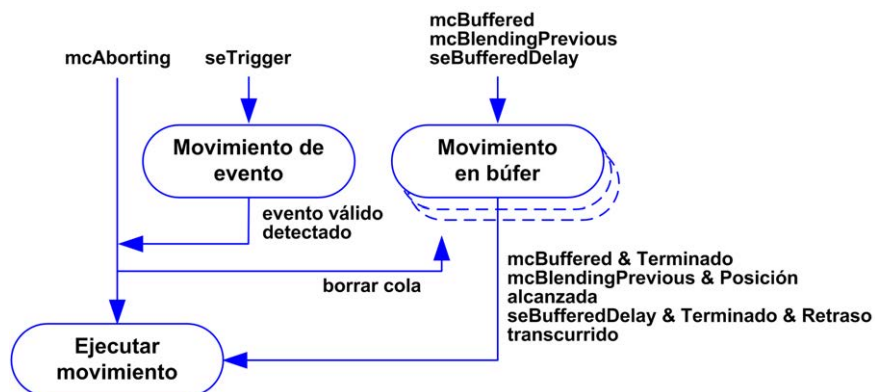 mcAborting
seTrigger
mcBuffered
mcBlendingPrevious
seBufferedDelay
Movimiento de
evento
Movimiento
en búfer
evento válido
detectado
borrar cola
mcBuffered & Terminado
mcBlendingPrevious & Posición
alcanzada
seBufferedDelay & Terminado & Retraso
transcurrido
Ejecutar
movimiento